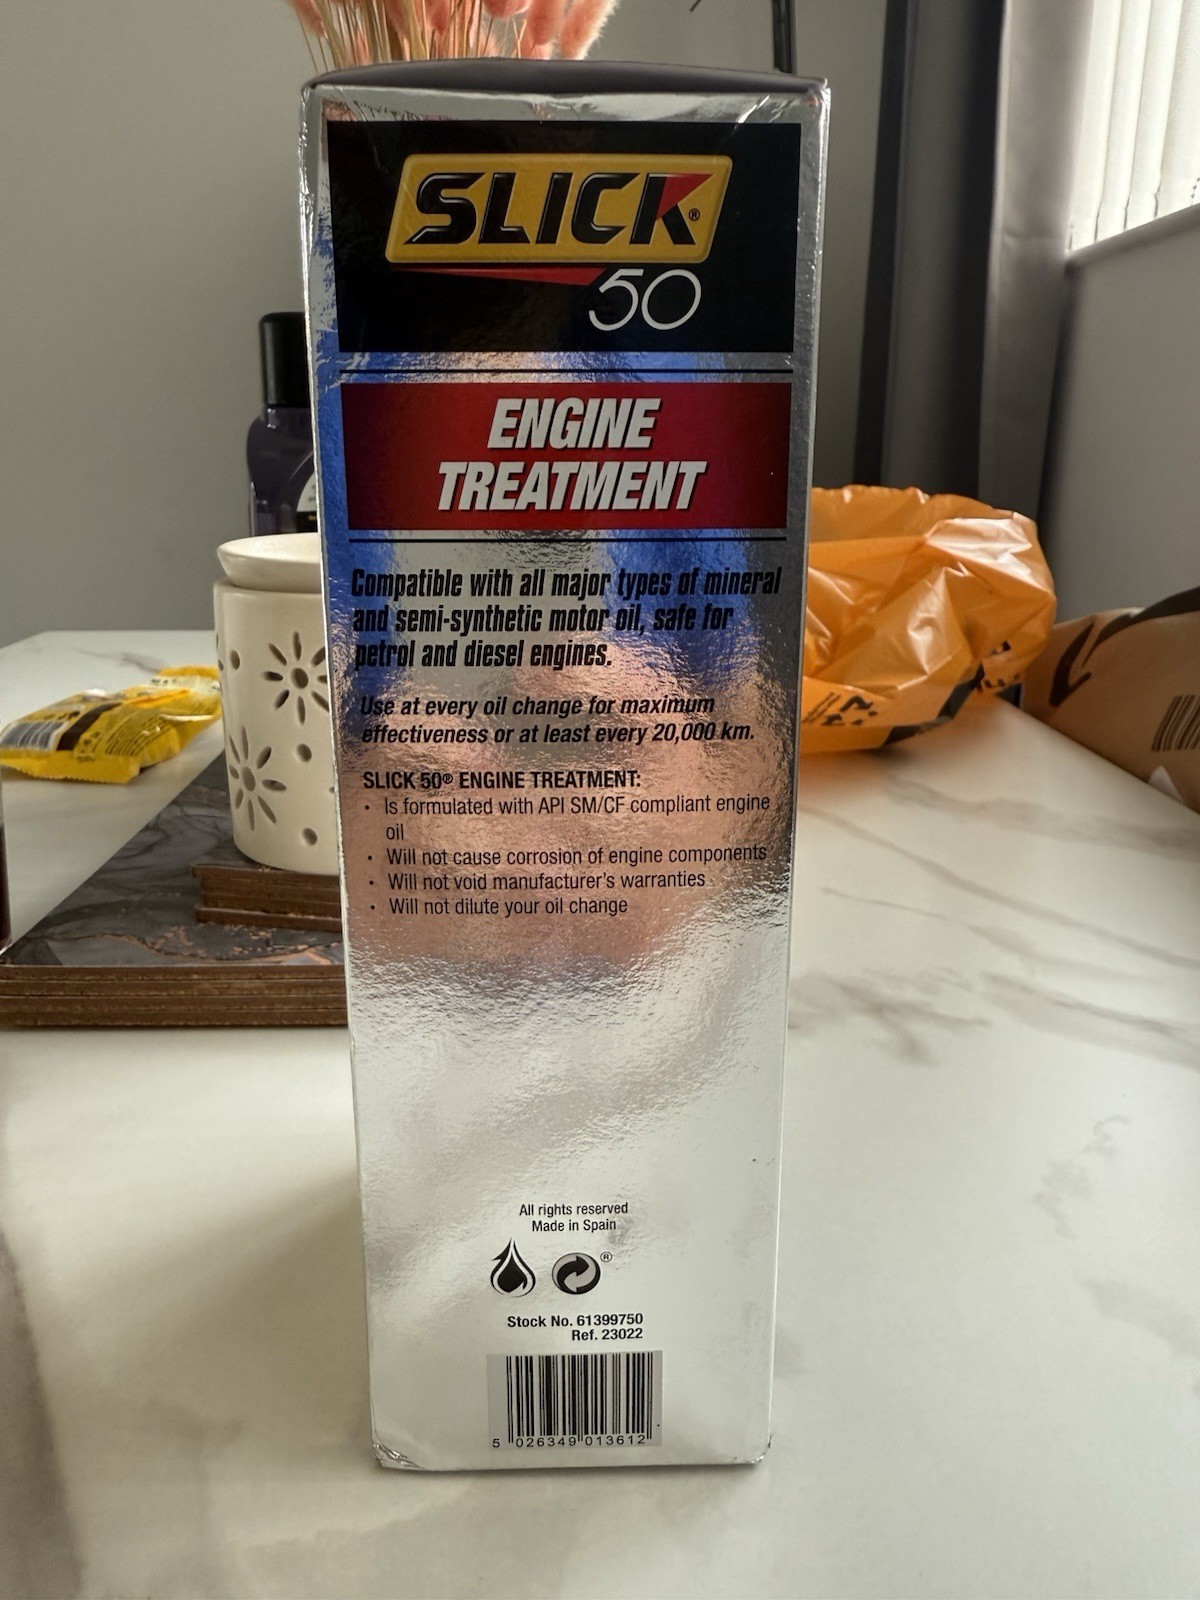 SLICK®
50
ENGINE
TREATMENT
Compatible with all major types of mineral
and semi-synthetic motor oil, safe for
petrol and diesel engines.
Use at every oil change for maximum
effectiveness or at least every 20,000 km.
SLICK 50® ENGINE TREATMENT:
• Is formulated with API SM/CF compliant engine
oil
• Will not cause corrosion of engine components
• Will not void manufacturer's warranties
• Will not dilute your oil change
All rights reserved
Made in Spain
®
Stock No. 61399750
Ref. 23022
5 026349 013612